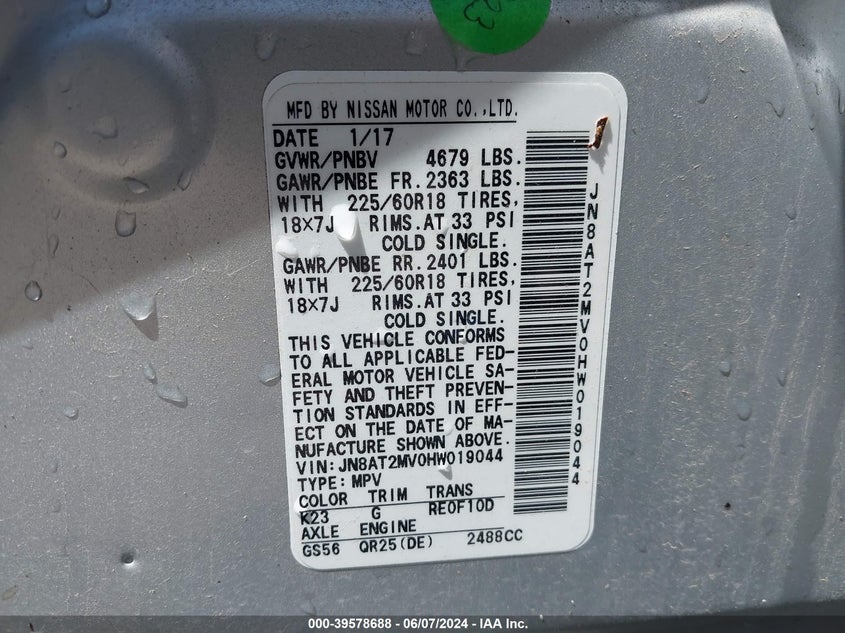 23
MFD BY NISSAN MOTOR CO.,LTD.
DATE 1/17
GVWR/PNBV 4679 LBS.
GAWR/PNBE FR.2363 LBS.
WITH 225/60R18 TIRES,
18×7J RIMS.AT 33 PSI
COLD SINGLE.
GAWR/PNBE RR.2401 LBS.
WITH 225/60R18 TIRES,
18×7J RIMS.AT 33 PSI
COLD SINGLE.
THIS VEHICLE CONFORMS
TO ALL APPLICABLE FED-
ERAL MOTOR VEHICLE SA-
FETY AND THEFT PREVEN-
TION STANDARDS IN EFF-
ECT ON THE DATE OF MA-
NUFACTURE SHOWN ABOVE.
VIN:JN8AT2MV0HW019044
TYPE:MPV
COLOR TRIM TRANS
K23 G RE0F10D
AXLE ENGINE
GS56 QR25(DE) 2488CC
JN8AT2MV0HW019044
000-39578688 - 06/07/2024 - IAA Inc.